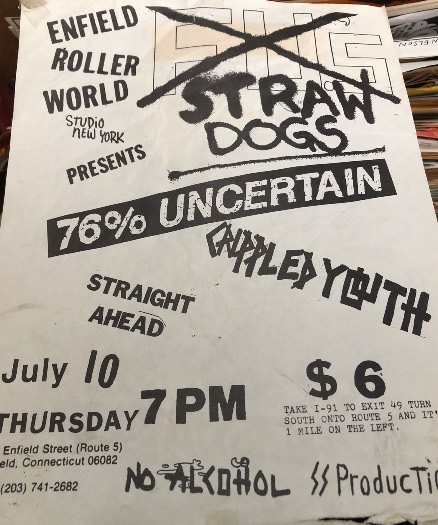 ENFIELD
ROLLER
WORLD
STUDIO
NEW YORK
PRESENTS
F.U.'S
STRAW
DOGS
76% UNCERTAIN
CRIPPLED YOUTH
STRAIGHT
AHEAD
July 10
THURSDAY 7 PM
$6
TAKE I-91 TO EXIT 49 TURN
SOUTH ONTO ROUTE 5 AND IT'
1 MILE ON THE LEFT.
Enfield Street (Route 5)
eld, Connecticut 06082
(203) 741-2682
NO ALCOHOL
SS Producti